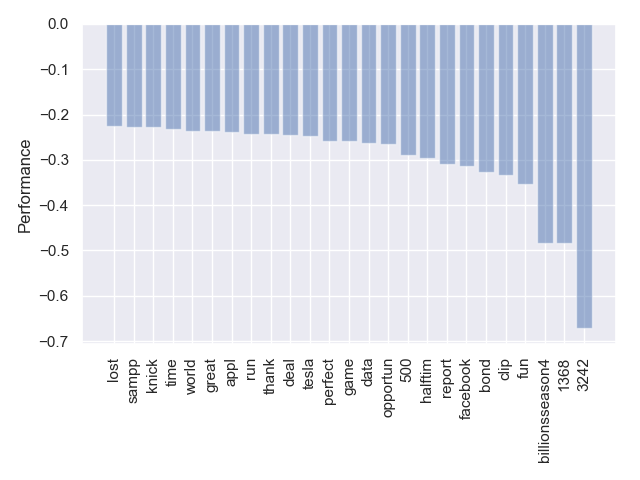 0.0
−0.1
−0.2
−0.3
−0.4
−0.5
−0.6
−0.7
Performance
lost
sampp
knick
time
world
great
appl
run
thank
deal
tesla
perfect
game
data
opportun
500
halftim
report
facebook
bond
clip
fun
billionsseason4
1368
3242